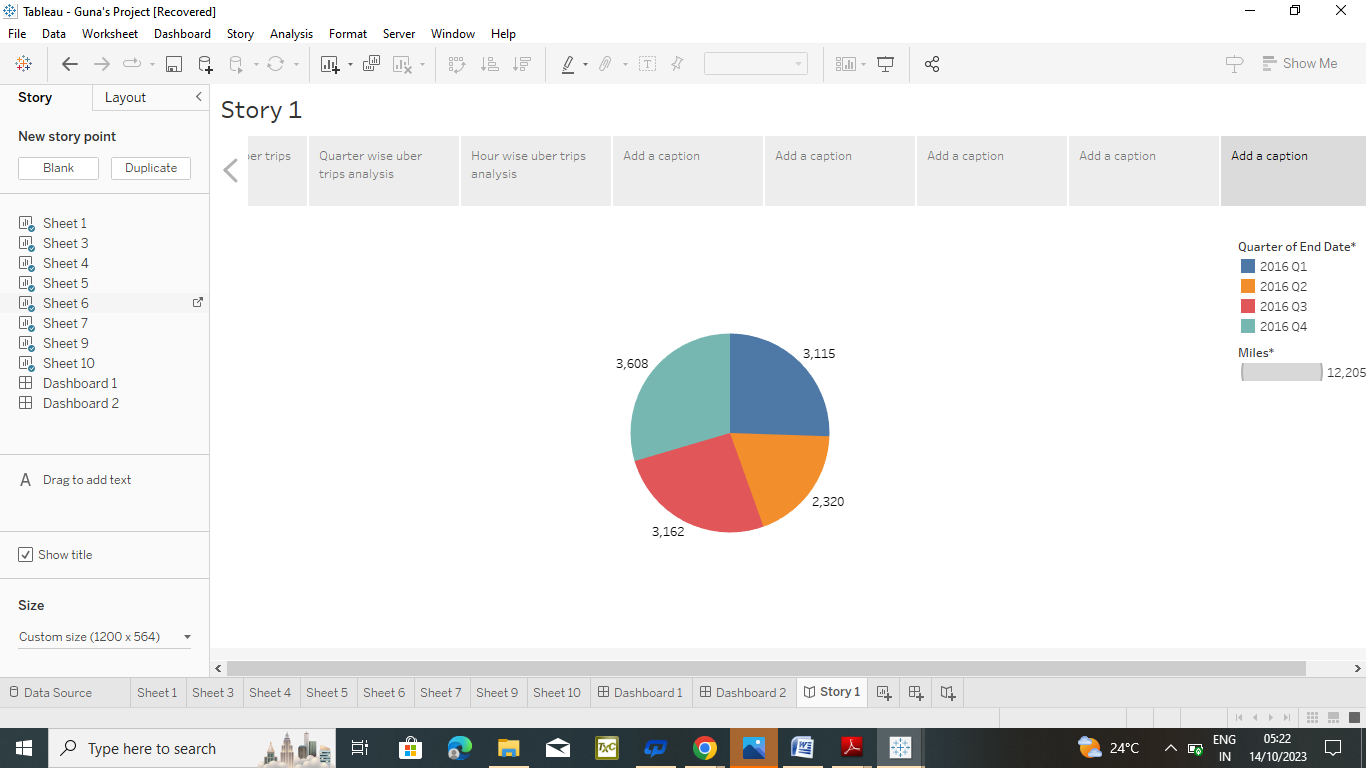 Tableau - Guna's Project [Recovered]
File Data Worksheet Dashboard Story Analysis Format Server Window Help
Show Me
Story Layout
New story point
Blank Duplicate
Sheet 1
Sheet 3
Sheet 4
Sheet 5
Sheet 6
Sheet 7
Sheet 9
Sheet 10
Dashboard 1
Dashboard 2
A Drag to add text
Show title
Size
Custom size (1200 x 564)
Story 1
trips
Quarter wise uber
trips analysis
Hour wise uber trips
analysis
Add a caption
Add a caption
Add a caption
Add a caption
Add a caption
Quarter of End Date*
2016 Q1
2016 Q2
2016 Q3
2016 Q4
Miles*
12,205
3,115
3,608
2,320
3,162
Data Source Sheet 1 Sheet 3 Sheet 4 Sheet 5 Sheet 6 Sheet 7 Sheet 9 Sheet 10 Dashboard 1 Dashboard 2 Story 1
Type here to search
TXC
W
24°C
ENG
IN
05:22
14/10/2023